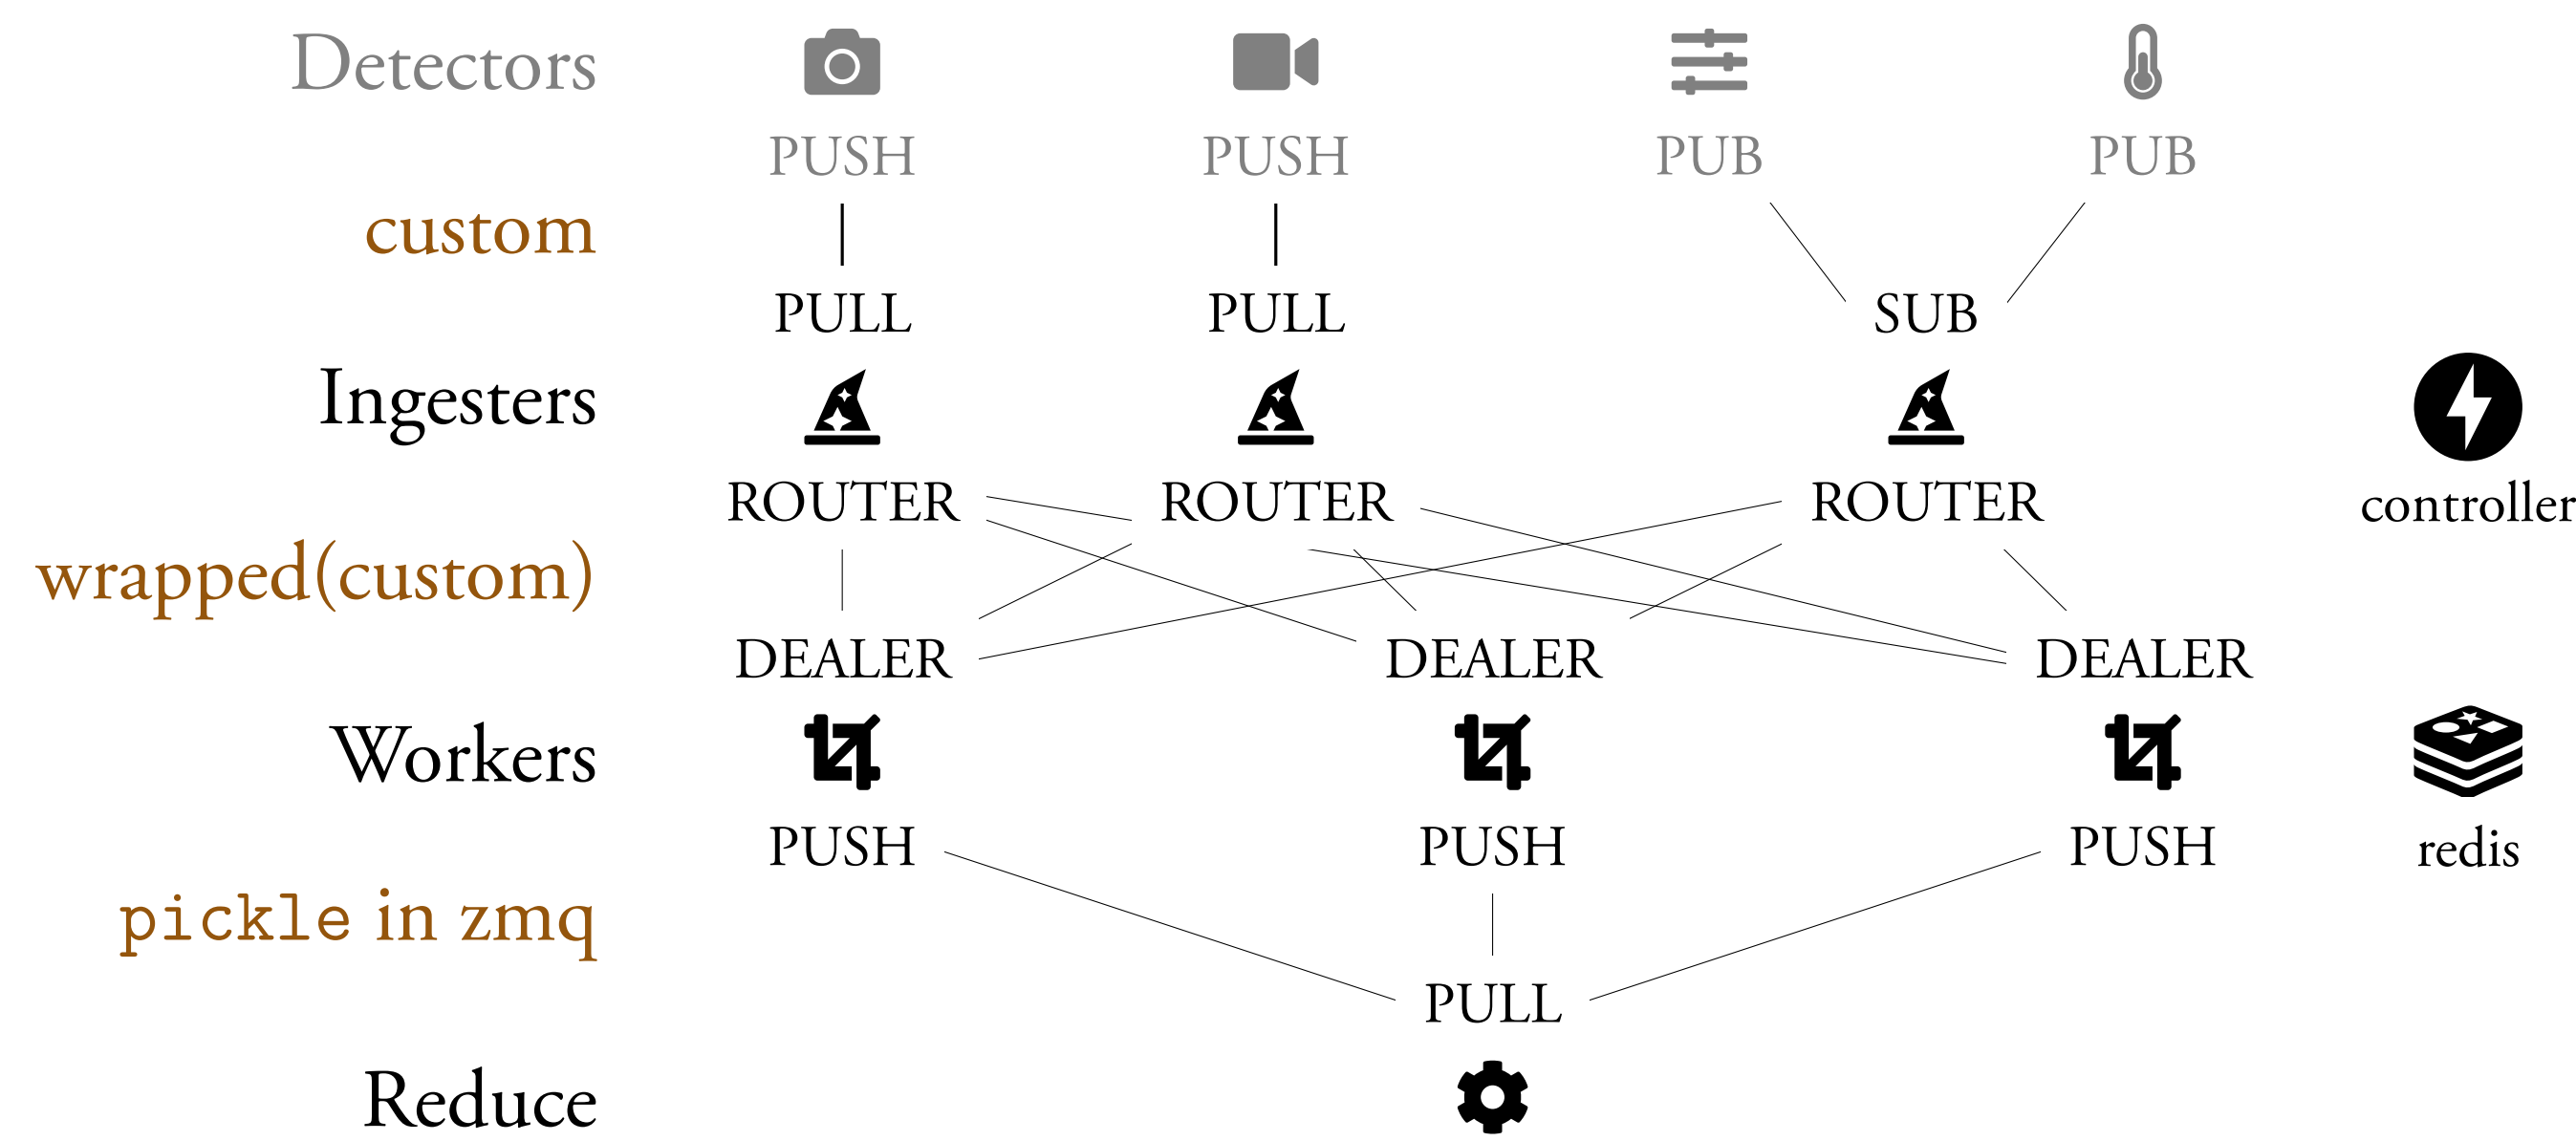 Detectors
PUSH PUSH PUB PUB
custom
PULL PULL SUB
Ingesters
ROUTER ROUTER ROUTER controller
wrapped(custom)
DEALER DEALER DEALER
Workers
PUSH PUSH PUSH redis
pickle in zmq
PULL
Reduce